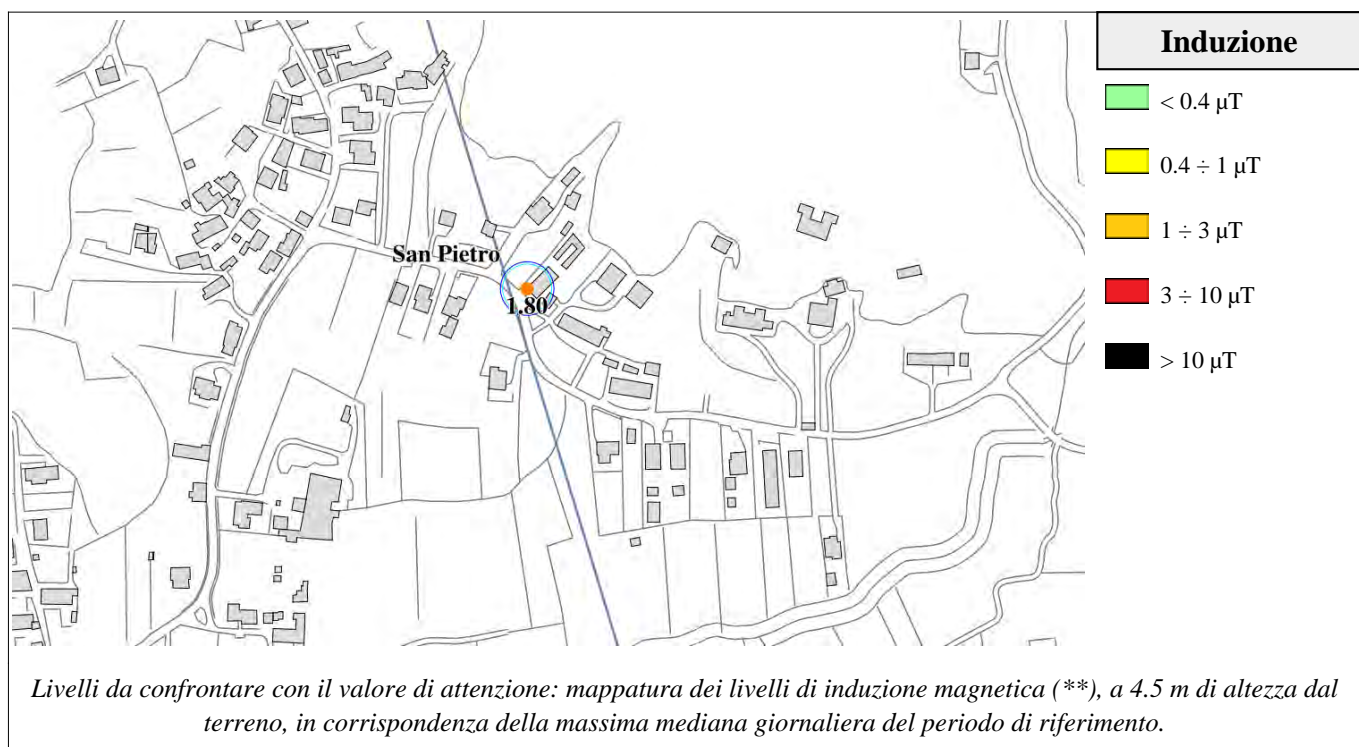 Induzione
< 0.4 µT
0.4 ÷ 1 µT
1 ÷ 3 µT
3 ÷ 10 µT
> 10 µT
San Pietro
1.80
Livelli da confrontare con il valore di attenzione: mappatura dei livelli di induzione magnetica (**), a 4.5 m di altezza dal
terreno, in corrispondenza della massima mediana giornaliera del periodo di riferimento.